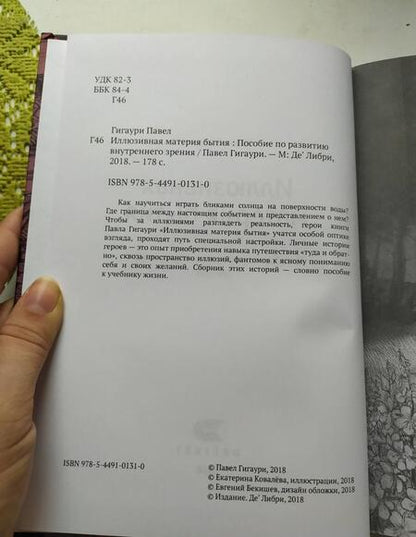 УДК 82-3
ББК 84-4
Г46
Гигаури Павел
Г46 Иллюзивная материя бытия : Пособие по развитию
внутреннего зрения / Павел Гигаури. — М: Де' Либри,
2018. — 178 с.
ISBN 978-5-4491-0131-0
Как научиться играть бликами солнца на поверхности воды?
Где граница между настоящим событием и представлением о нем?
Чтобы за иллюзиями разглядеть реальность, герои книги
Павла Гигаури «Иллюзивная материя бытия» учатся особой оптике
взгляда, проходят путь специальной настройки. Личные истории
героев — это опыт приобретения навыка путешествия «туда и обрат-
но», сквозь пространство иллюзий, фантомов к ясному пониманию
себя и своих желаний. Сборник этих историй — словно пособие
к учебнику жизни.
ISBN 978-5-4491-0131-0
© Павел Гигаури, 2018
© Екатерина Ковалёва, иллюстрации, 2018
© Евгений Бекишев, дизайн обложки, 2018
© Издание. Де' Либри, 2018